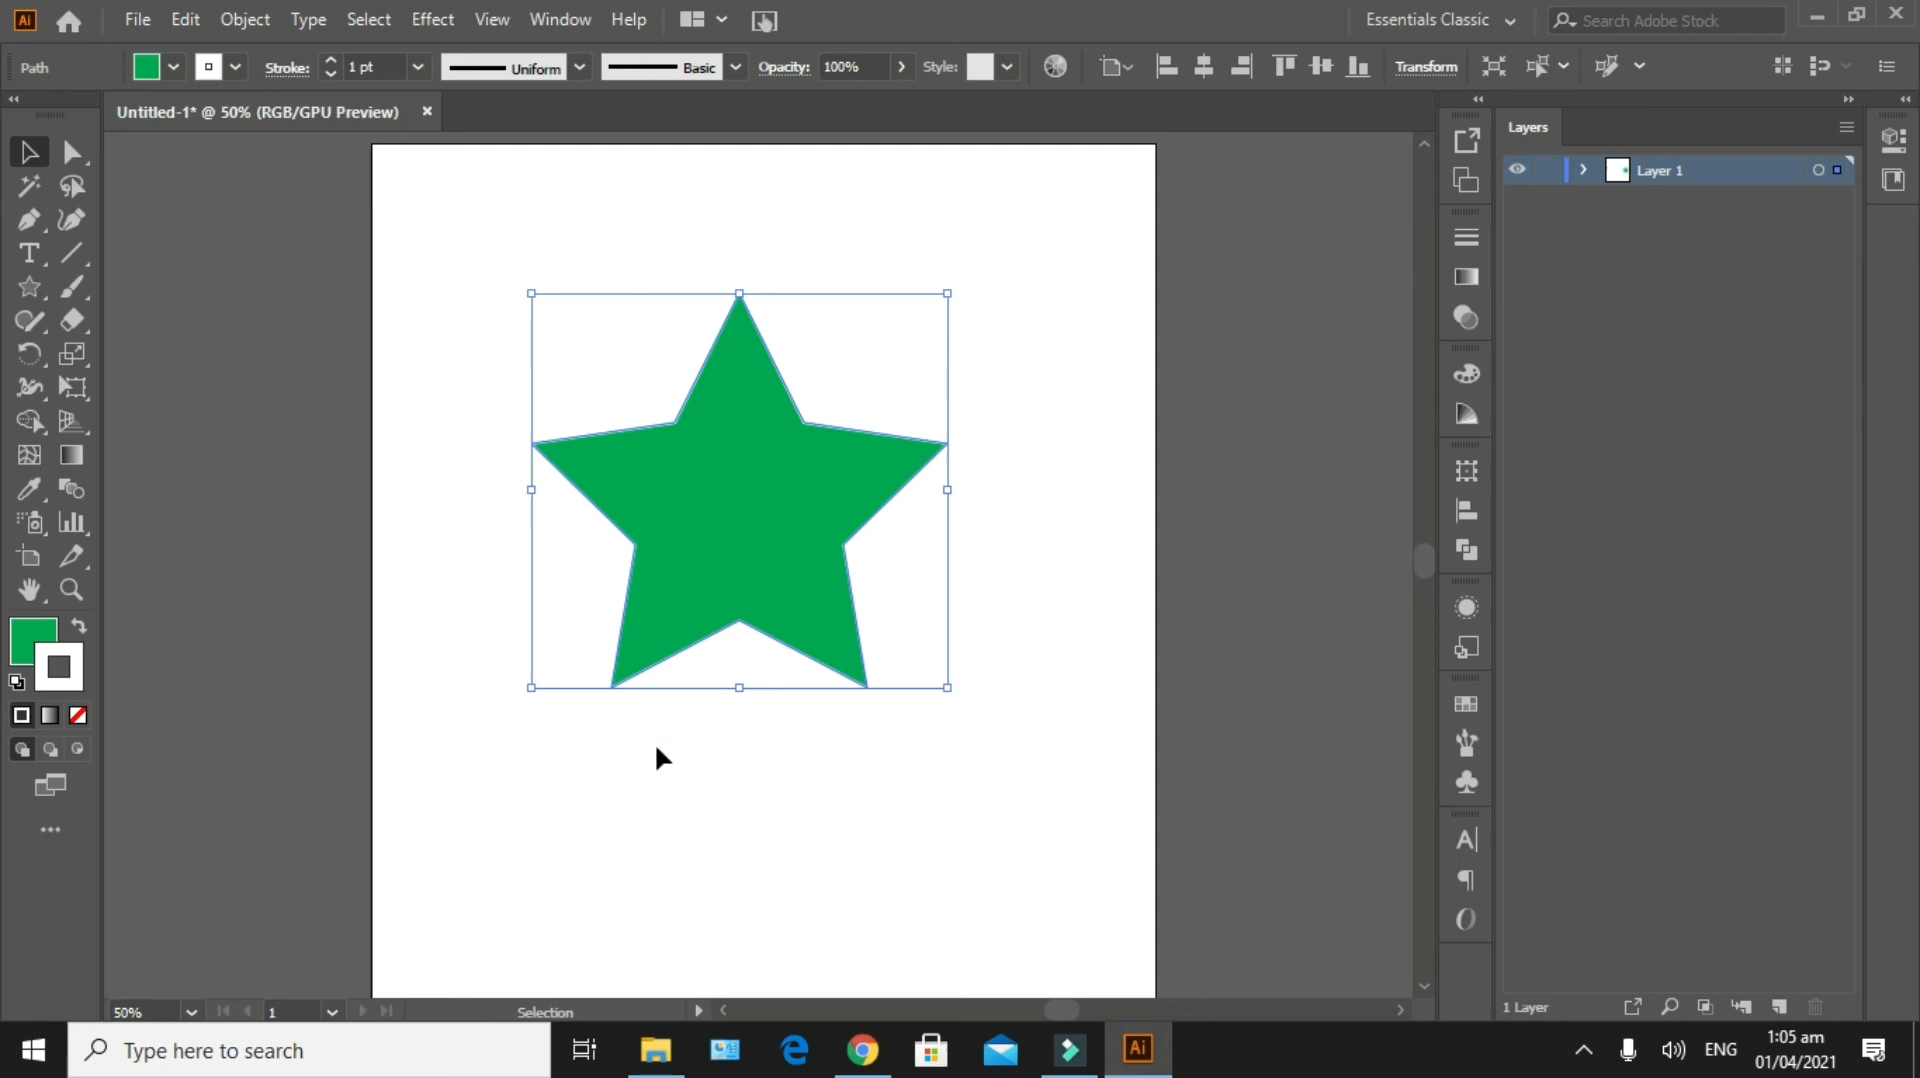 Ai File Edit Object Type Select Effect View Window Help Essentials Classic Search Adobe Stock
Path Stroke: 1 pt Uniform Basic Opacity: 100% Style: Transform
Untitled-1* @ 50% (RGB/GPU Preview)
Layers
Layer 1
50% 1 Selection
1 Layer
Type here to search
Ai
ENG
1:05 am
01/04/2021